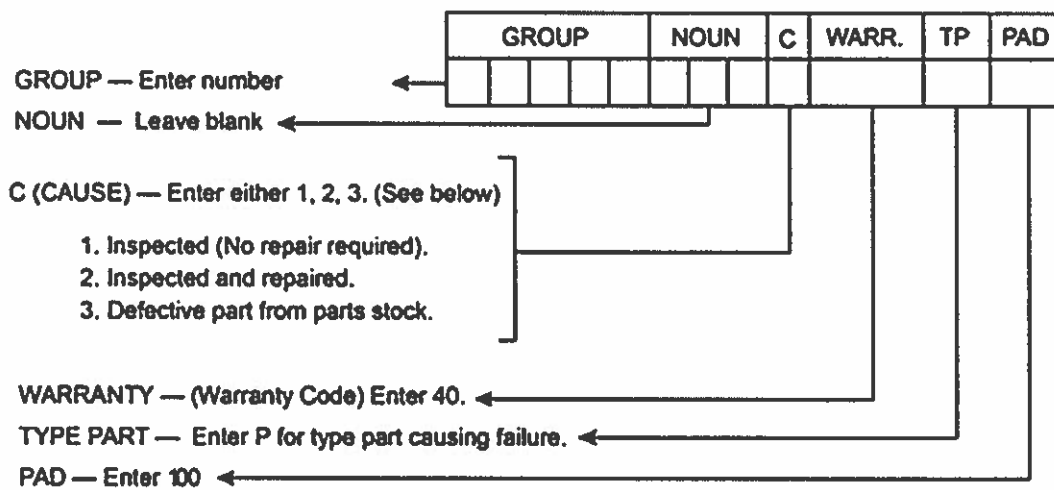 GROUP NOUN C WARR. TP PAD
GROUP — Enter number
NOUN — Leave blank
C (CAUSE) — Enter either 1, 2, 3. (See below)
1. Inspected (No repair required).
2. Inspected and repaired.
3. Defective part from parts stock.
WARRANTY — (Warranty Code) Enter 40.
TYPE PART — Enter P for type part causing failure.
PAD — Enter 100